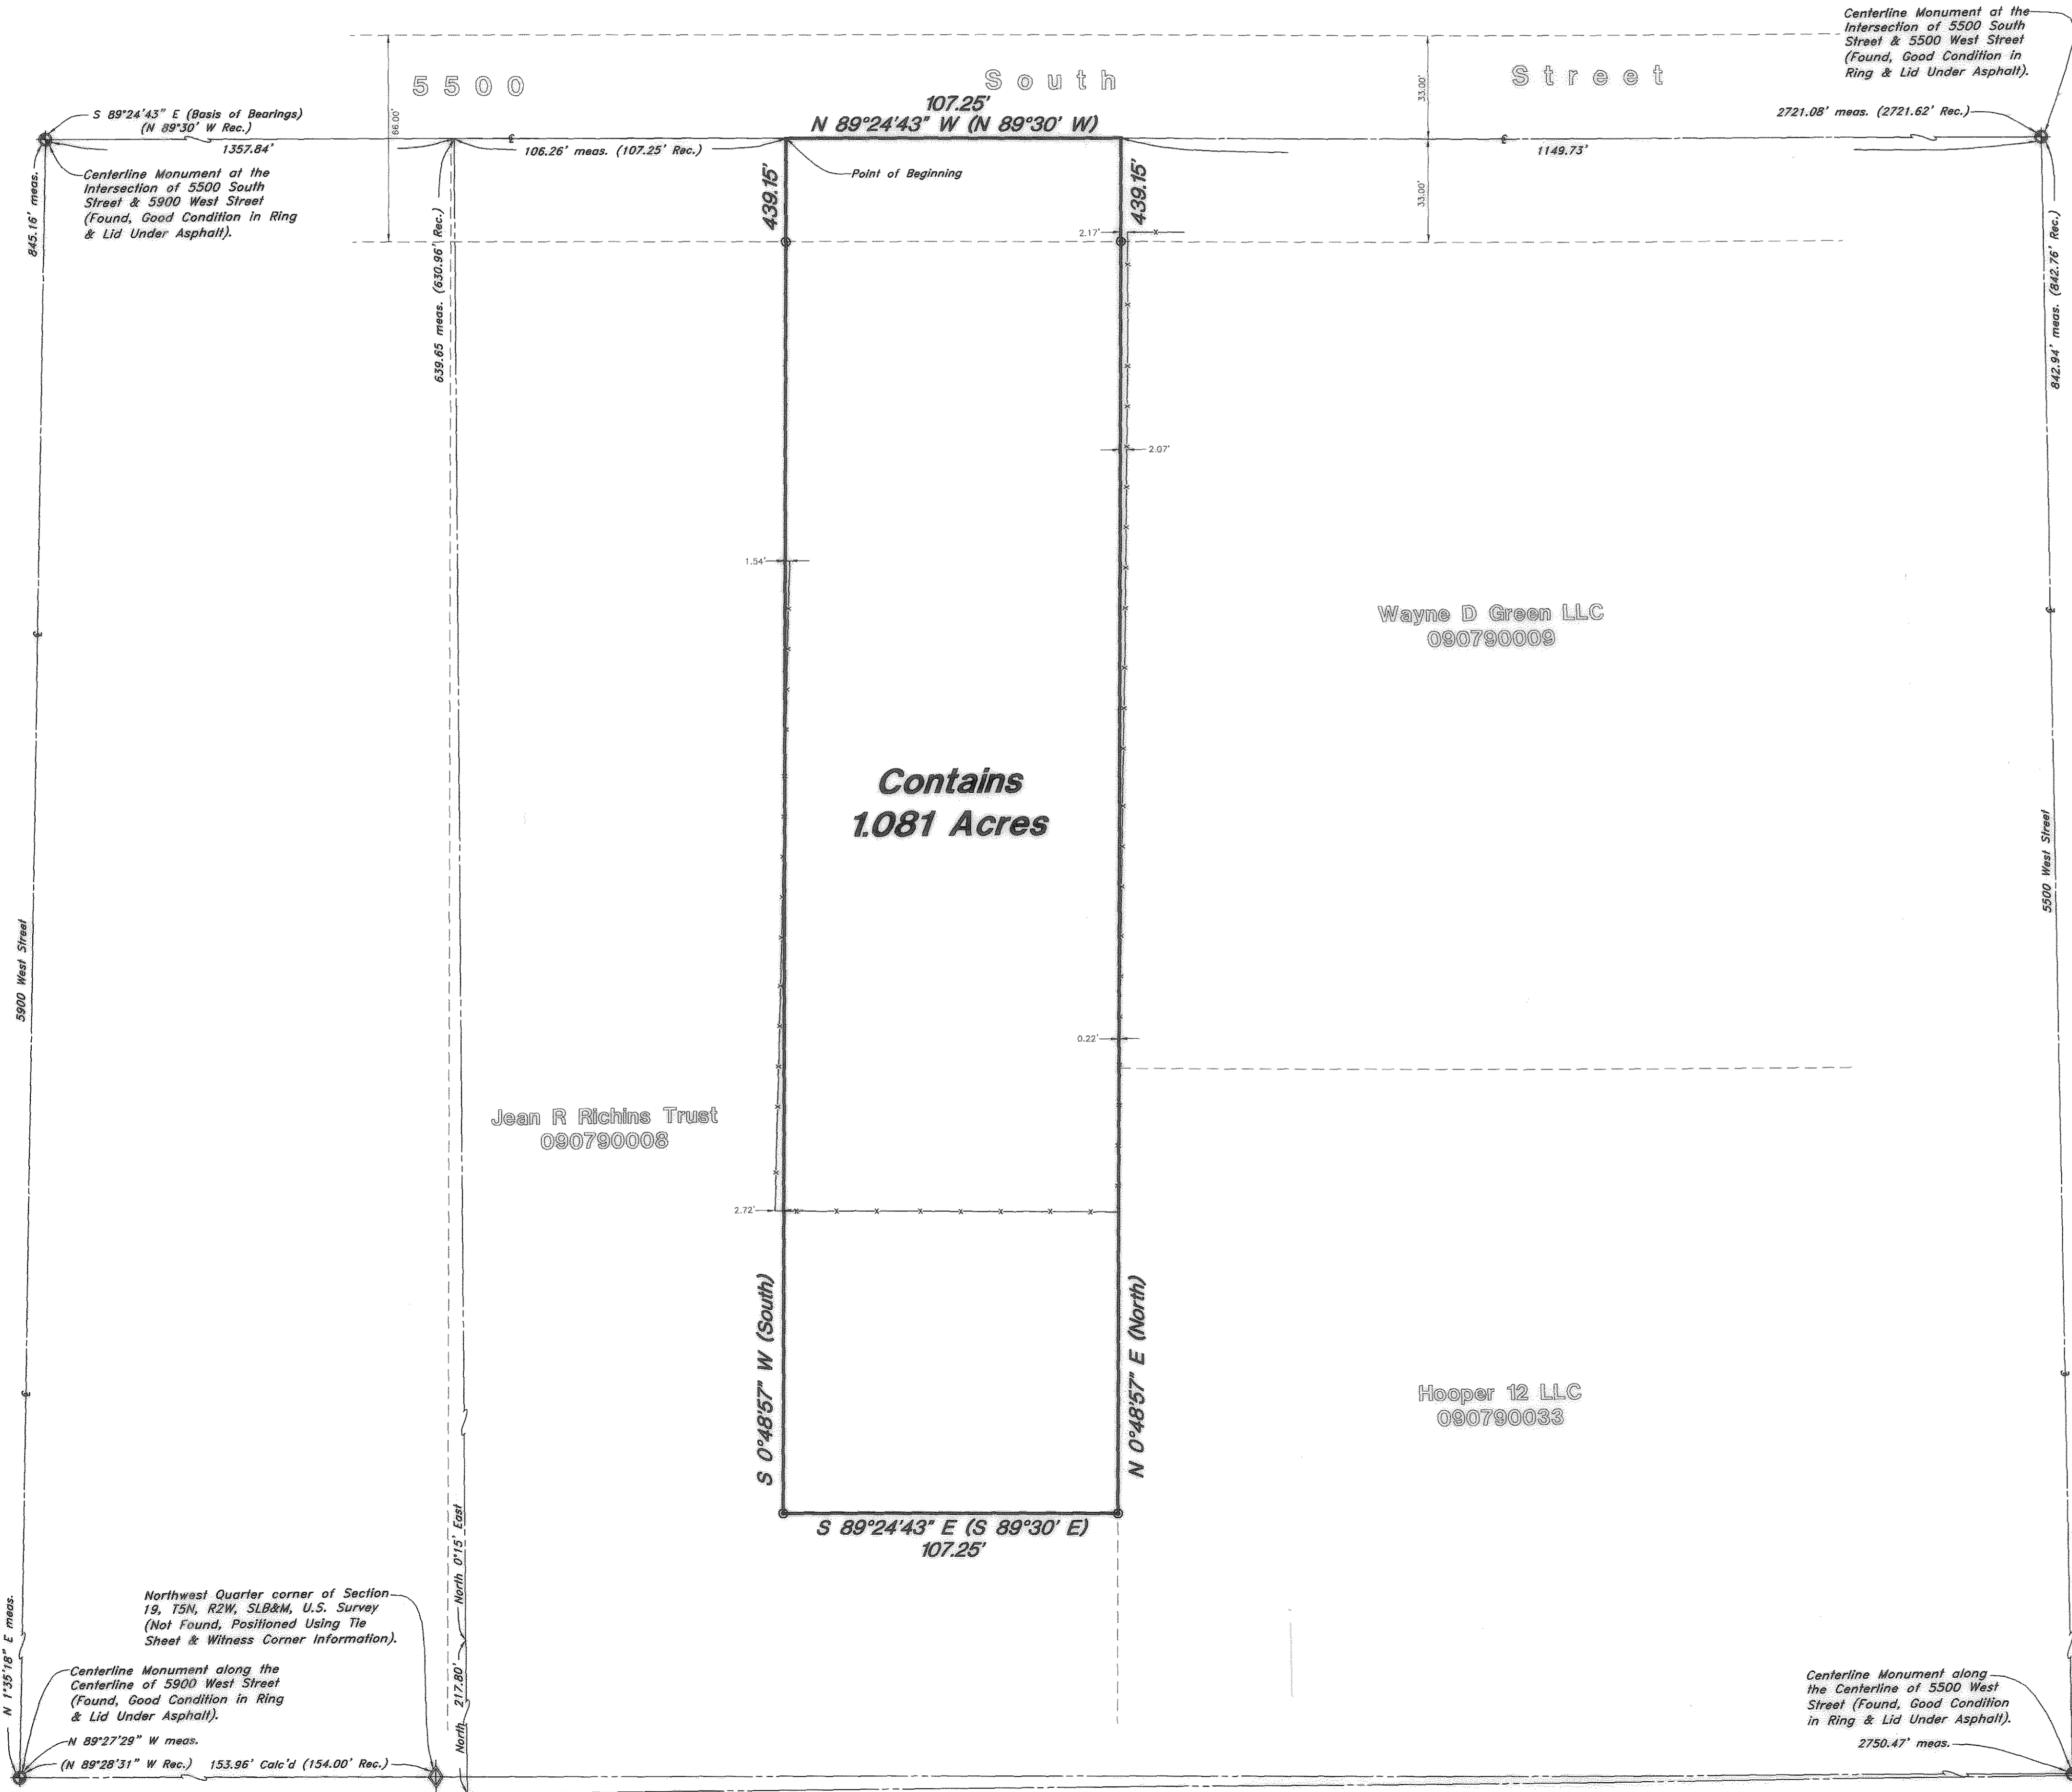 Centerline Monument at the
Intersection of 5500 South
Street & 5500 West Street
(Found, Good Condition in
Ring & Lid Under Asphalt).
5500 South Street
66.00'
33.00'
33.00'
S 89°24'43" E (Basis of Bearings)
(N 89°30' W Rec.)
1357.84'
106.26' meas. (107.25' Rec.)
107.25'
N 89°24'43" W (N 89°30' W)
2721.08' meas. (2721.62' Rec.)
1149.73'
Centerline Monument at the
Intersection of 5500 South
Street & 5900 West Street
(Found, Good Condition in Ring
& Lid Under Asphalt).
845.16' meas.
639.65 meas. (630.96' Rec.)
439.15'
Point of Beginning
439.15'
2.17'
842.94' meas. (842.76' Rec.)
2.07'
1.54'
Wayne D Green LLC
090790009
Contains
1.081 Acres
5900 West Street
5500 West Street
0.22'
Jean R Richins Trust
090790008
2.72'
S 0°48'57" W (South)
N 0°48'57" E (North)
Hooper 12 LLC
090790033
S 89°24'43" E (S 89°30' E)
107.25'
North 0°15' East
North 217.80'
N 1°35'18" E meas.
Northwest Quarter corner of Section
19, T5N, R2W, SLB&M, U.S. Survey
(Not Found, Positioned Using Tie
Sheet & Witness Corner Information).
Centerline Monument along the
Centerline of 5900 West Street
(Found, Good Condition in Ring
& Lid Under Asphalt).
N 89°27'29" W meas.
(N 89°28'31" W Rec.) 153.96' Calc'd (154.00' Rec.)
Centerline Monument along
the Centerline of 5500 West
Street (Found, Good Condition
in Ring & Lid Under Asphalt).
2750.47' meas.